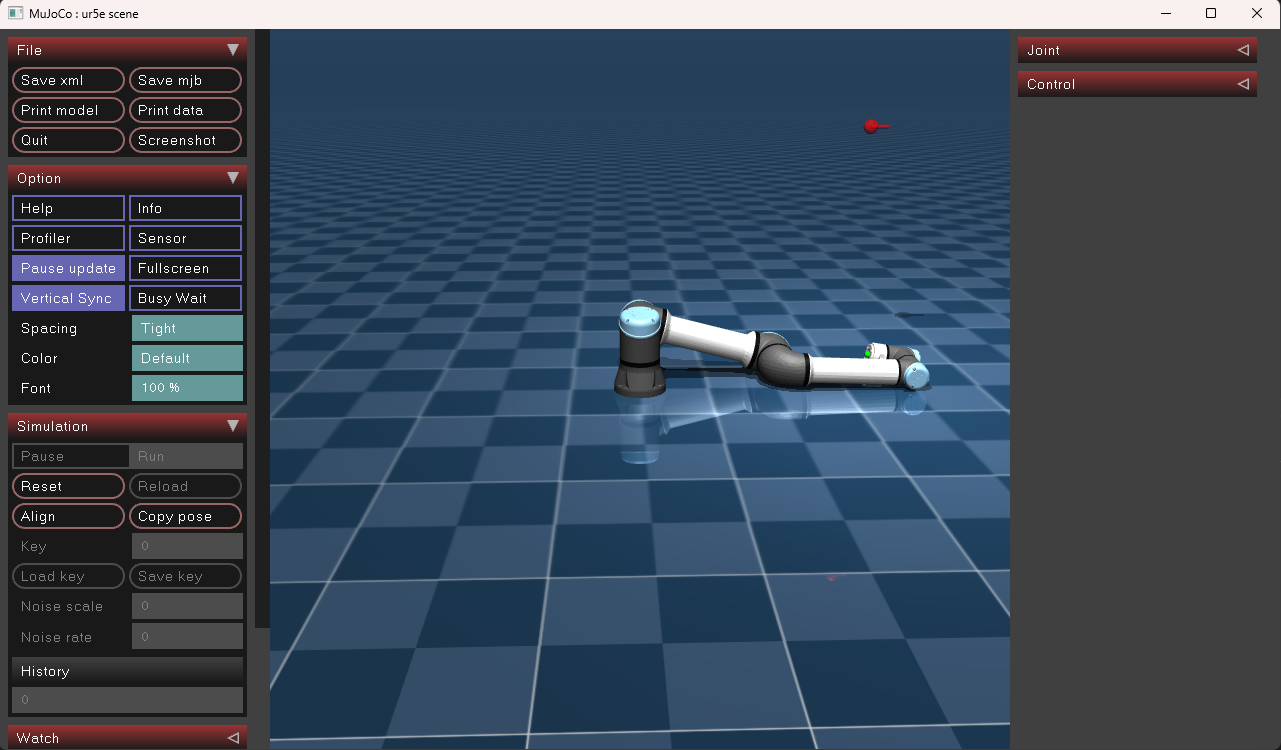 MuJoCo : ur5e scene
File
Save xml Save mjb
Print model Print data
Quit Screenshot
Option
Help Info
Profiler Sensor
Pause update Fullscreen
Vertical Sync Busy Wait
Spacing Tight
Color Default
Font 100 %
Simulation
Pause Run
Reset Reload
Align Copy pose
Key 0
Load key Save key
Noise scale 0
Noise rate 0
History
0
Watch
Joint
Control